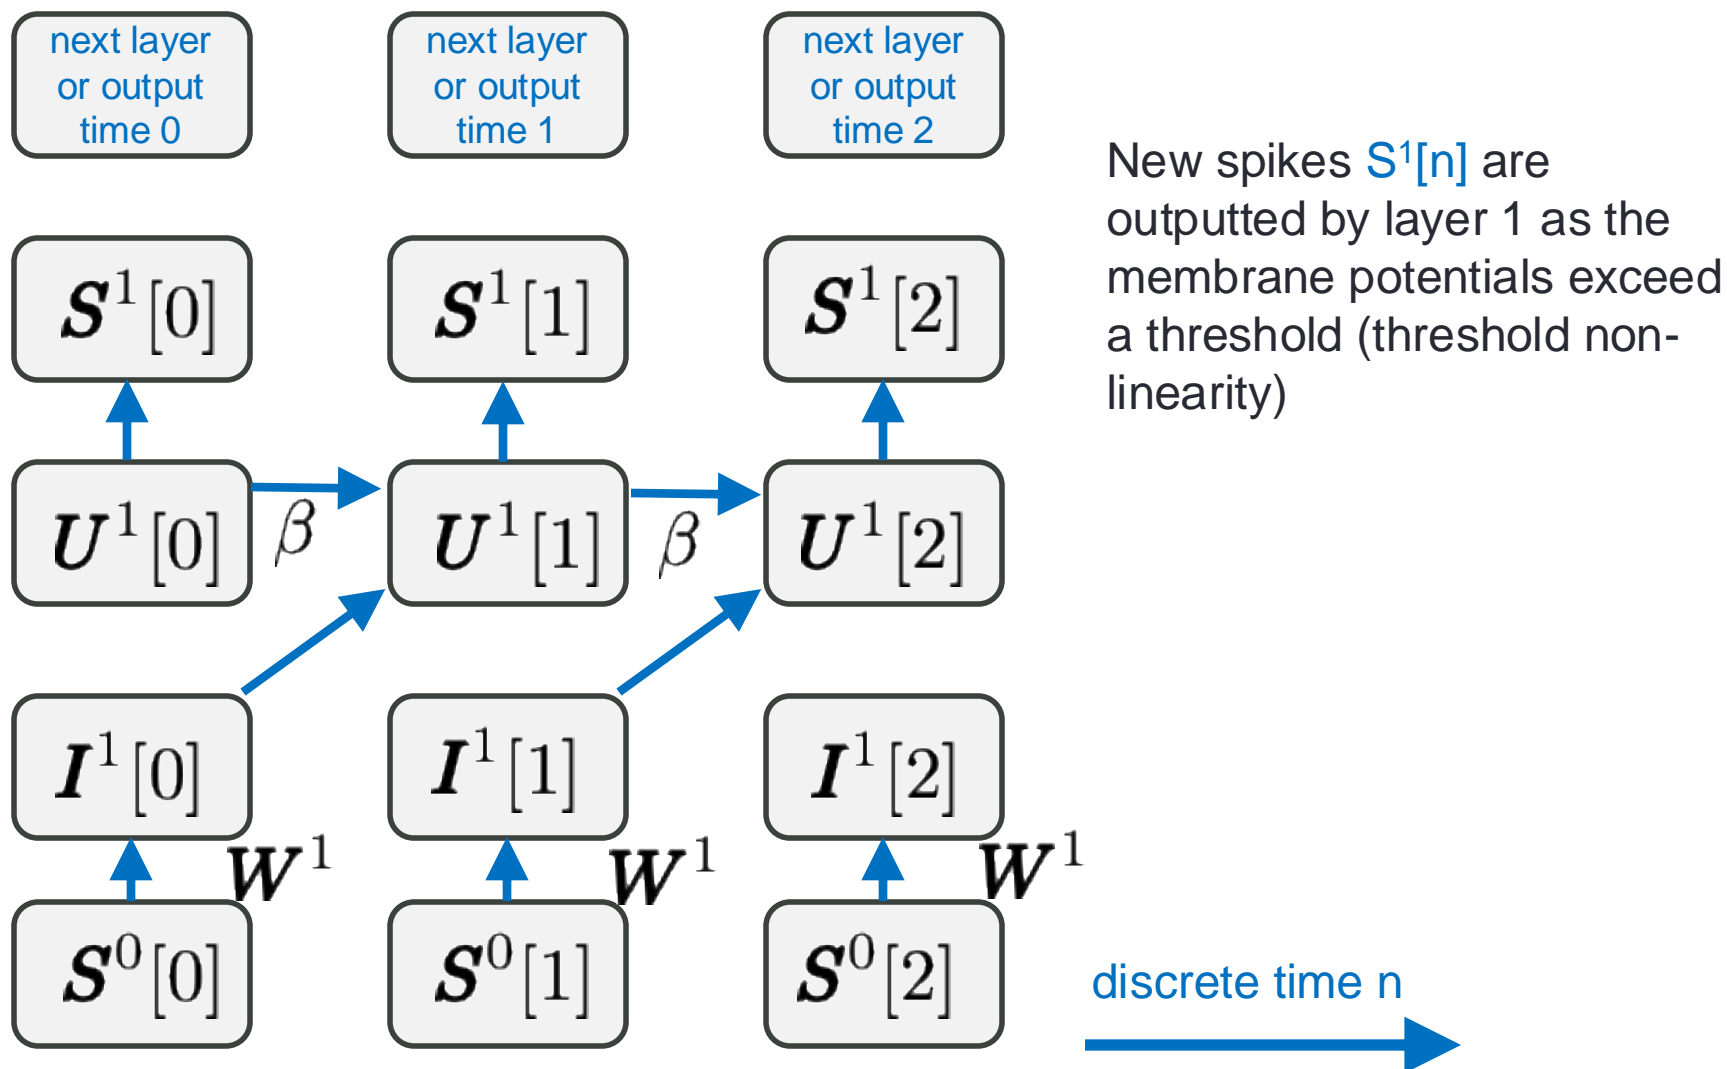 next layer
or output
time 0
next layer
or output
time 1
next layer
or output
time 2
New spikes S¹[n] are
outputted by layer 1 as the
membrane potentials exceed
a threshold (threshold non-
linearity)
S¹[0]
S¹[1]
S¹[2]
U¹[0]
β
U¹[1]
β
U¹[2]
I¹[0]
I¹[1]
I¹[2]
W¹
W¹
W¹
S⁰[0]
S⁰[1]
S⁰[2]
discrete time n